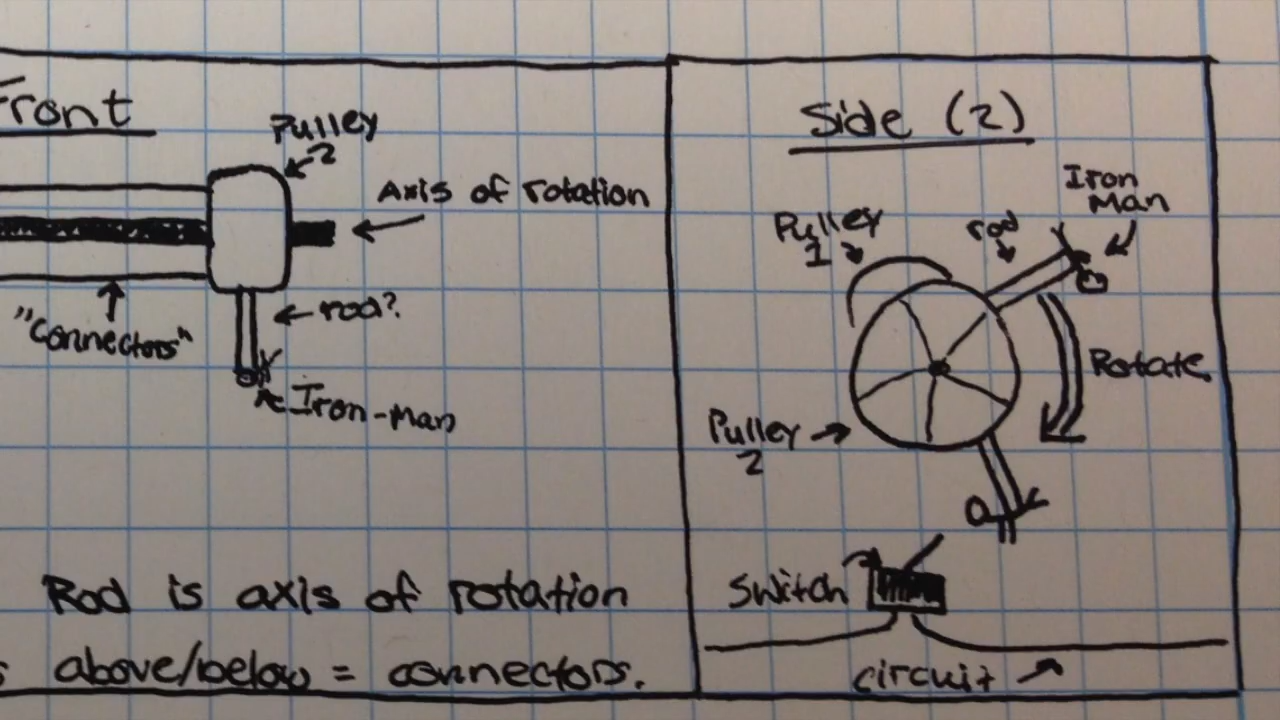 Front
Pulley
2
Axis of rotation
"Connectors"
rod?
Iron-Man
Rod is axis of rotation
above/below = connectors.
Side (2)
Iron
Man
Pulley
1
rod
Rotate
Pulley
2
Switch
circuit